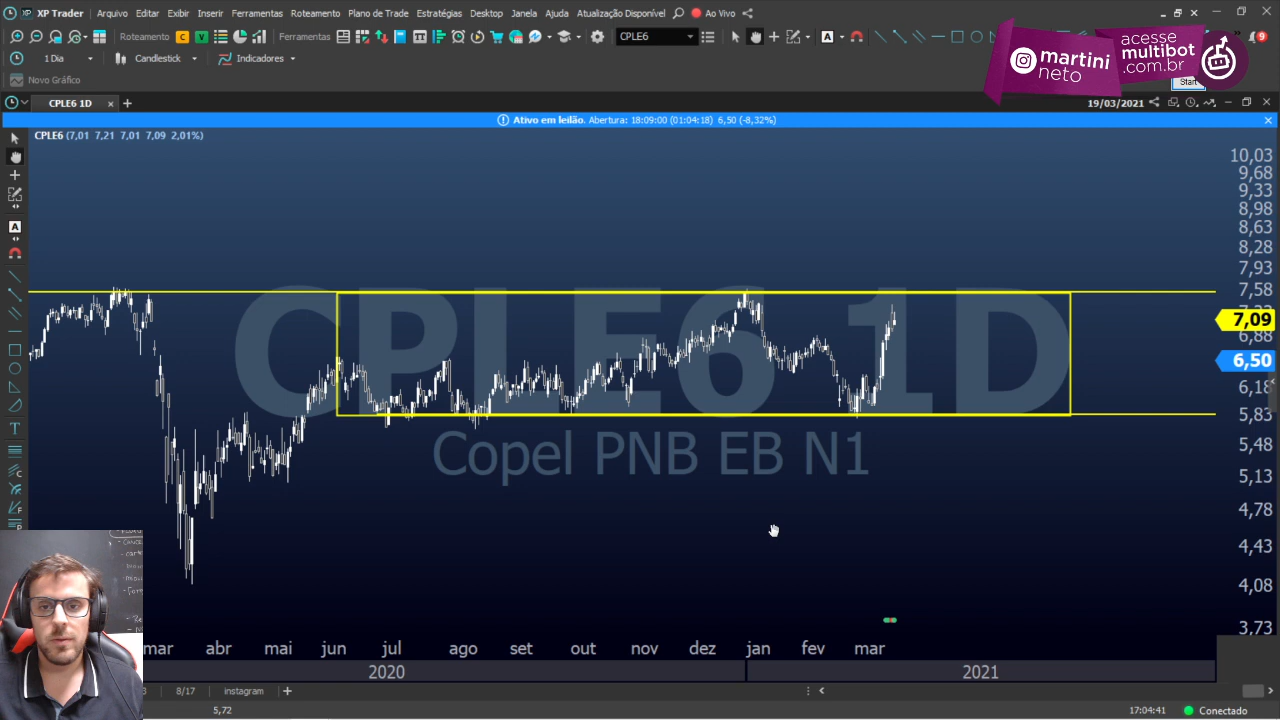 XP Trader Arquivo Editar Exibir Inserir Ferramentas Roteamento Plano de Trade Estratégias Desktop Janela Ajuda Atualização Disponível Ao Vivo
Roteamento C V Ferramentas CPLE6 A 9
1 Dia Candlestick Indicadores
Novo Gráfico
martini
neto
acesse
multibot
.com.br
Start
CPLE6 1D 19/03/2021
Ativo em leilão. Abertura: 18:09:00 (01:04:18) 6,50 (-8,32%)
CPLE6 (7,01 7,21 7,01 7,09 2,01%)
10,03
9,68
9,33
8,98
8,63
8,28
7,93
7,58
7,09
6,88
6,50
6,18
5,83
5,48
5,13
4,78
4,43
4,08
3,73
CPLE6 1D
Copel PNB EB N1
mar abr mai jun jul ago set out nov dez jan fev mar
2020 2021
3 8/17 instagram
5,72 17:04:41 Conectado